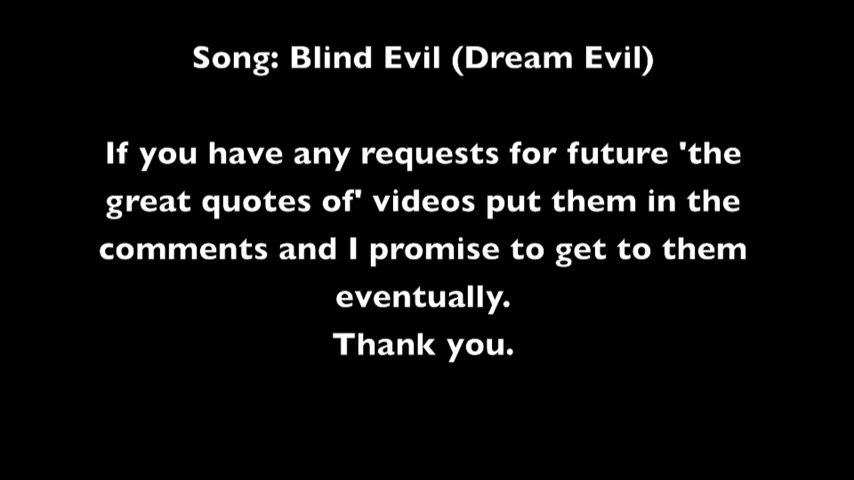 Song: Blind Evil (Dream Evil)
If you have any requests for future 'the
great quotes of' videos put them in the
comments and I promise to get to them
eventually.
Thank you.